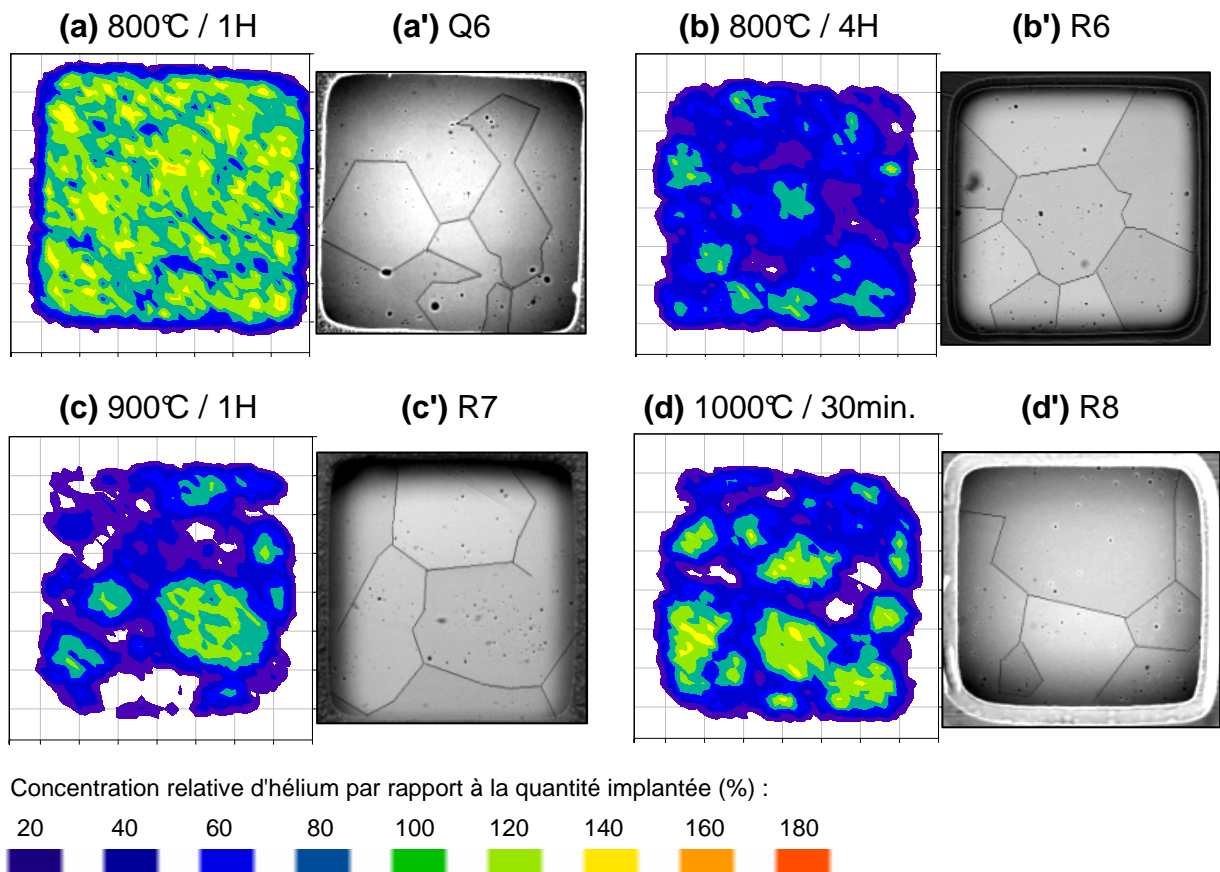 (a) 800°C / 1H
(a') Q6
(b) 800°C / 4H
(b') R6
(c) 900°C / 1H
(c') R7
(d) 1000°C / 30min.
(d') R8
Concentration relative d'hélium par rapport à la quantité implantée (%) :
20 40 60 80 100 120 140 160 180